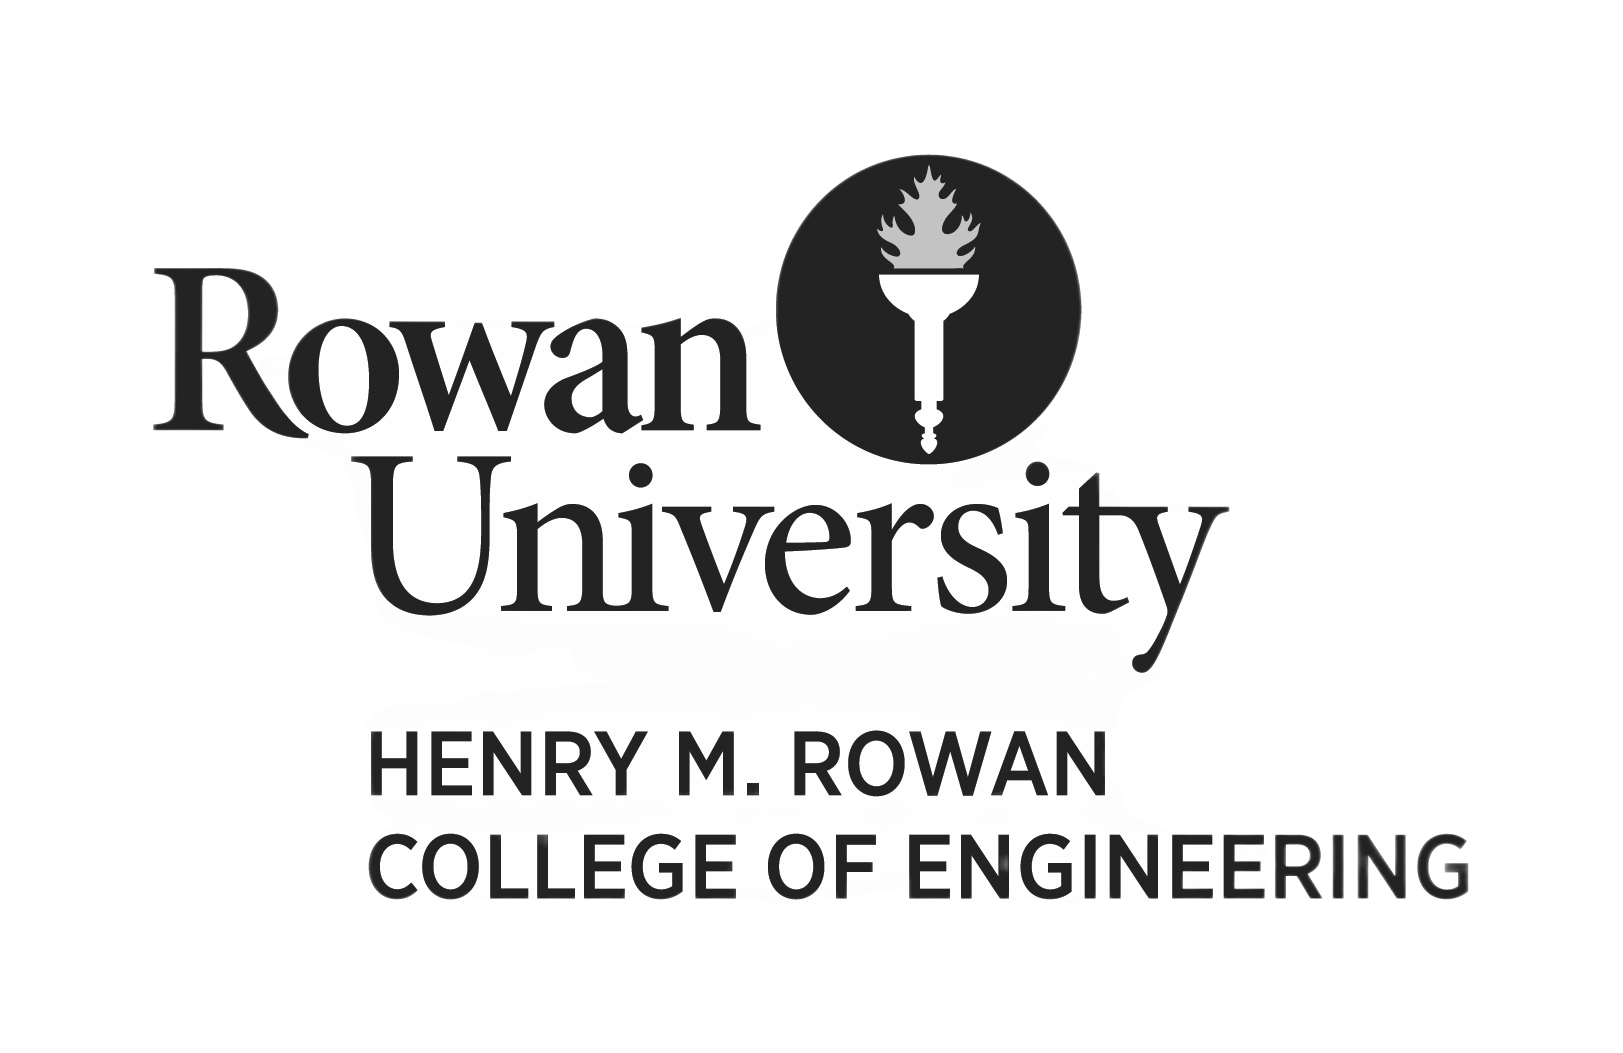 Rowan
University
HENRY M. ROWAN
COLLEGE OF ENGINEERING